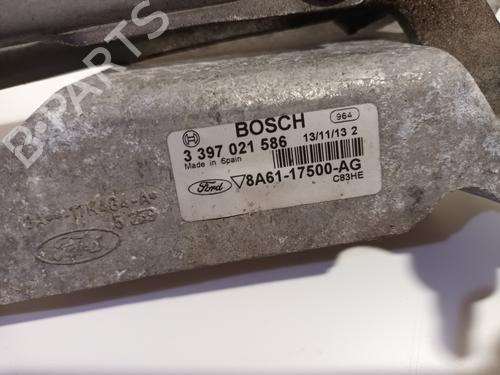 B-PARTS
BOSCH
964
3 397 021 586
13/11/13 2
Made in Spain
Ford
8A61-17500-AG
C83HE
Ford